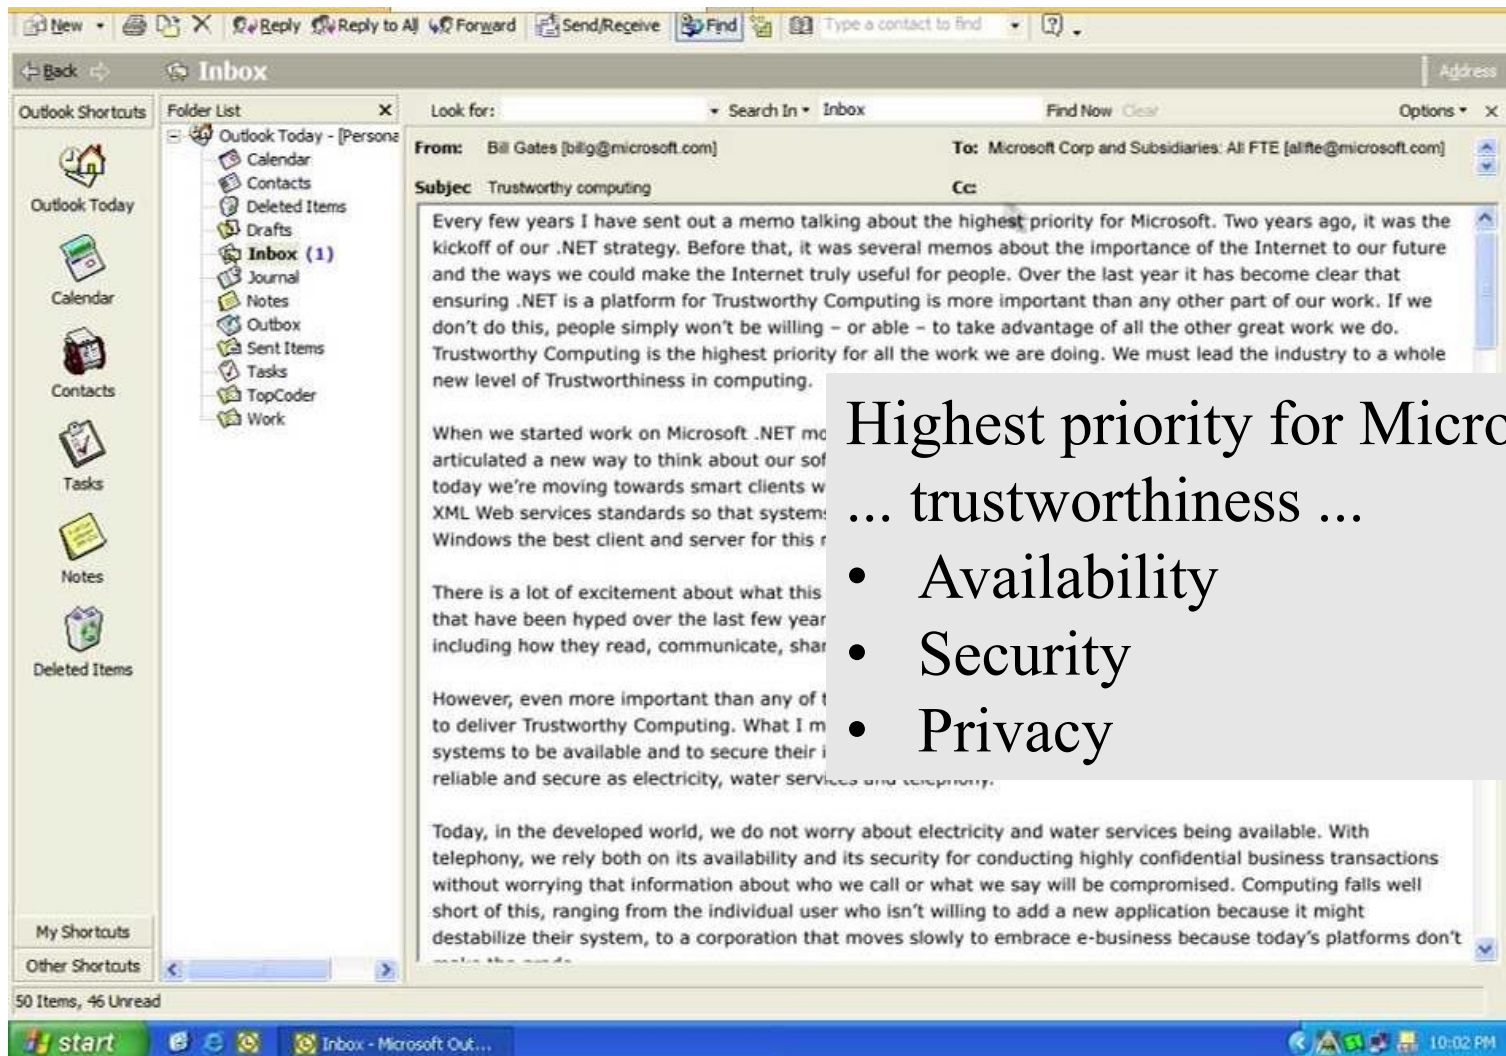 New Reply Reply to All Forward Send/Receive Find Type a contact to find
Back Inbox Address
Outlook Shortcuts
Outlook Today
Calendar
Contacts
Tasks
Notes
Deleted Items
My Shortcuts
Other Shortcuts
Folder List X
Outlook Today - [Persona
Calendar
Contacts
Deleted Items
Drafts
Inbox (1)
Journal
Notes
Outbox
Sent Items
Tasks
TopCoder
Work
Look for: Search In Inbox Find Now Clear Options X
From: Bill Gates [billg@microsoft.com] To: Microsoft Corp and Subsidiaries: All FTE [allfte@microsoft.com]
Subjec Trustworthy computing Cc:
Every few years I have sent out a memo talking about the highest priority for Microsoft. Two years ago, it was the
kickoff of our .NET strategy. Before that, it was several memos about the importance of the Internet to our future
and the ways we could make the Internet truly useful for people. Over the last year it has become clear that
ensuring .NET is a platform for Trustworthy Computing is more important than any other part of our work. If we
don't do this, people simply won't be willing – or able – to take advantage of all the other great work we do.
Trustworthy Computing is the highest priority for all the work we are doing. We must lead the industry to a whole
new level of Trustworthiness in computing.
When we started work on Microsoft .NET mo
articulated a new way to think about our sof
today we're moving towards smart clients w
XML Web services standards so that systems
Windows the best client and server for this
There is a lot of excitement about what this
that have been hyped over the last few year
including how they read, communicate, shar
However, even more important than any of t
to deliver Trustworthy Computing. What I m
systems to be available and to secure their i
reliable and secure as electricity, water services and telephony.
Today, in the developed world, we do not worry about electricity and water services being available. With
telephony, we rely both on its availability and its security for conducting highly confidential business transactions
without worrying that information about who we call or what we say will be compromised. Computing falls well
short of this, ranging from the individual user who isn't willing to add a new application because it might
destabilize their system, to a corporation that moves slowly to embrace e-business because today's platforms don't
Highest priority for Micro
... trustworthiness ...
• Availability
• Security
• Privacy
50 Items, 46 Unread
start Inbox - Microsoft Out... 10:02 PM